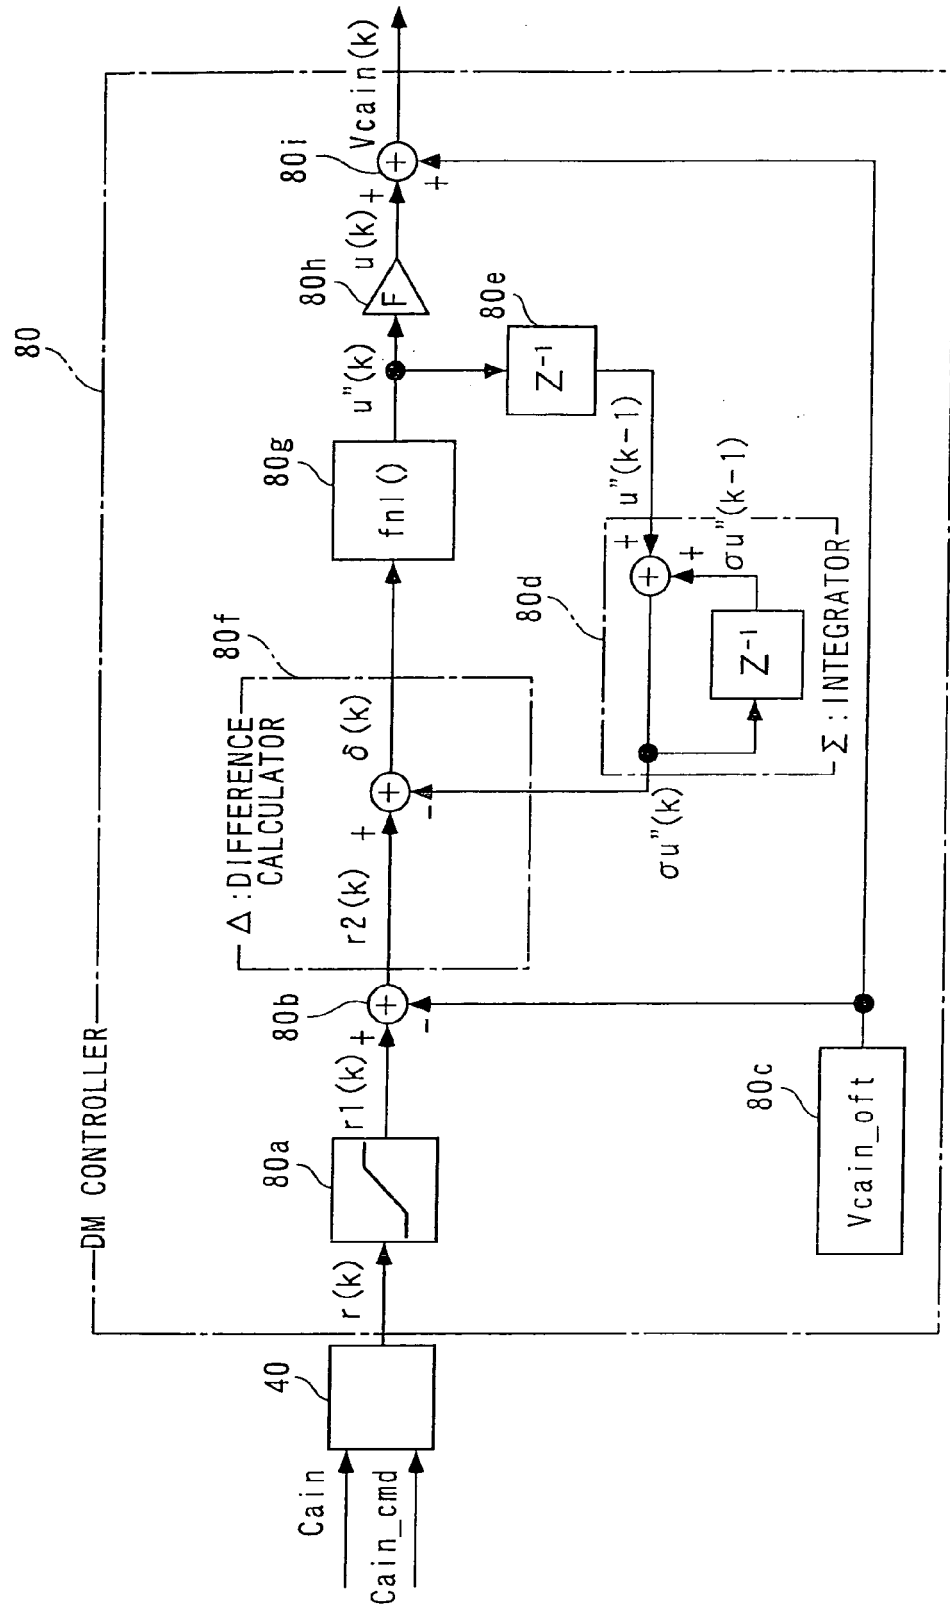 80
DM CONTROLLER
Cain
Cain_cmd
40
r(k)
80a
r1(k)
+
-
80b
+
Δ:DIFFERENCE
CALCULATOR
r2(k)
+
-
+
δ(k)
80f
80g
fnl()
u'''(k)
80h
F
u(k)
+
+
+
80i
Vcain(k)
80e
Z-1
u'''(k-1)
80d
+
+
+
σu'''(k-1)
Z-1
σu'''(k)
Σ:INTEGRATOR
80c
Vcain_oft